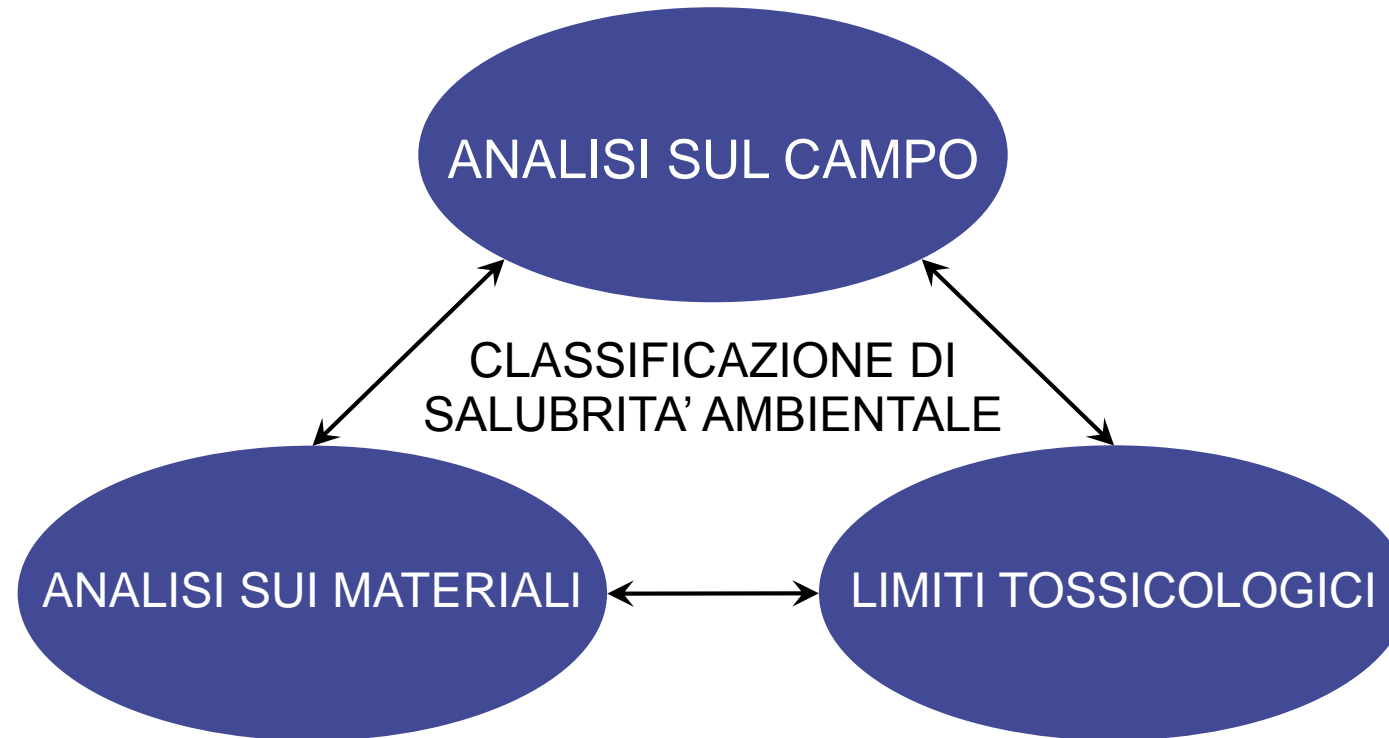 ANALISI SUL CAMPO
CLASSIFICAZIONE DI
SALUBRITA’ AMBIENTALE
ANALISI SUI MATERIALI
LIMITI TOSSICOLOGICI